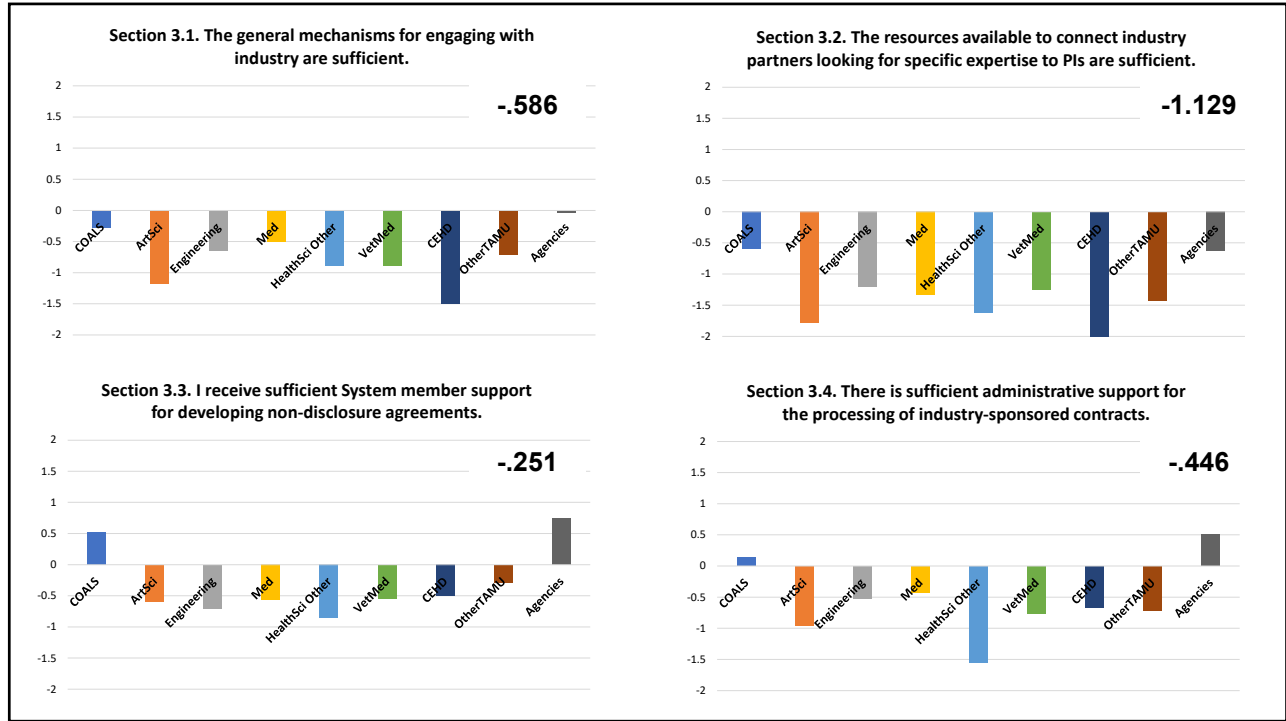 Section 3.1. The general mechanisms for engaging with
industry are sufficient.
-.586
2
1.5
1
0.5
0
-0.5
-1
-1.5
-2
COALS
ArtSci
Engineering
Med
HealthSci Other
VetMed
CEHD
OtherTAMU
Agencies
Section 3.2. The resources available to connect industry
partners looking for specific expertise to PIs are sufficient.
-1.129
2
1.5
1
0.5
0
-0.5
-1
-1.5
-2
COALS
ArtSci
Engineering
Med
HealthSci Other
VetMed
CEHD
OtherTAMU
Agencies
Section 3.3. I receive sufficient System member support
for developing non-disclosure agreements.
-.251
2
1.5
1
0.5
0
-0.5
-1
-1.5
-2
COALS
ArtSci
Engineering
Med
HealthSci Other
VetMed
CEHD
OtherTAMU
Agencies
Section 3.4. There is sufficient administrative support for
the processing of industry-sponsored contracts.
-.446
2
1.5
1
0.5
0
-0.5
-1
-1.5
-2
COALS
ArtSci
Engineering
Med
HealthSci Other
VetMed
CEHD
OtherTAMU
Agencies